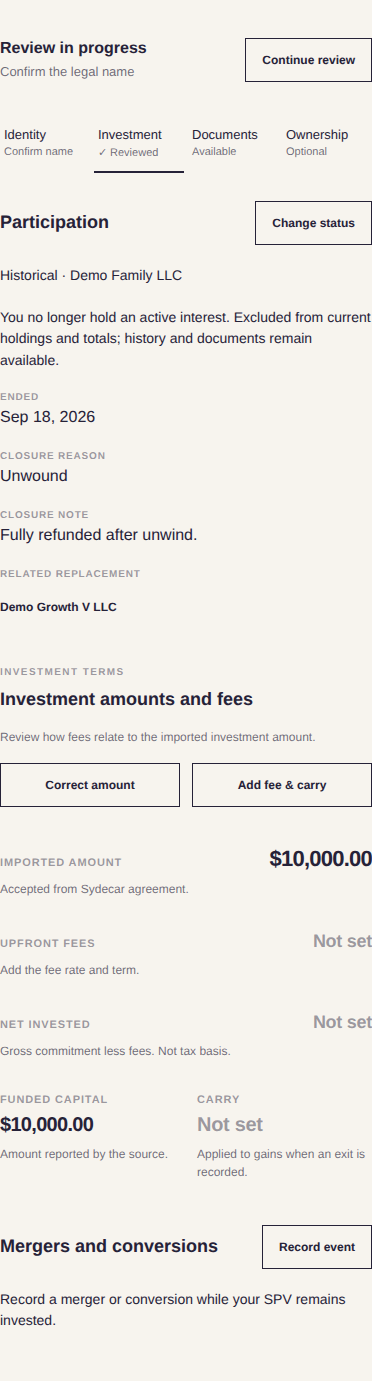 Review in progress
Confirm the legal name
Continue review
Identity
Confirm name
Investment
✓ Reviewed
Documents
Available
Ownership
Optional
Participation
Change status
Historical · Demo Family LLC
You no longer hold an active interest. Excluded from current
holdings and totals; history and documents remain
available.
ENDED
Sep 18, 2026
CLOSURE REASON
Unwound
CLOSURE NOTE
Fully refunded after unwind.
RELATED REPLACEMENT
Demo Growth V LLC
INVESTMENT TERMS
Investment amounts and fees
Review how fees relate to the imported investment amount.
Correct amount
Add fee & carry
IMPORTED AMOUNT
$10,000.00
Accepted from Sydecar agreement.
UPFRONT FEES
Not set
Add the fee rate and term.
NET INVESTED
Not set
Gross commitment less fees. Not tax basis.
FUNDED CAPITAL
$10,000.00
Amount reported by the source.
CARRY
Not set
Applied to gains when an exit is
recorded.
Mergers and conversions
Record event
Record a merger or conversion while your SPV remains
invested.